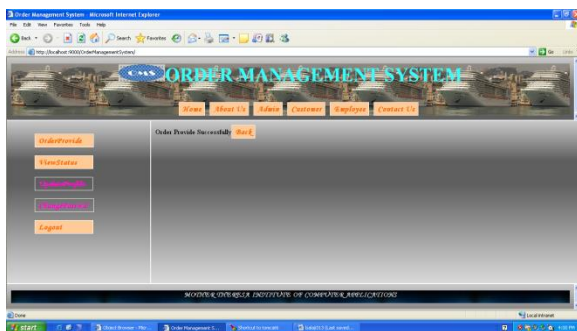 Order Management System - Microsoft Internet Explorer
File Edit View Favorites Tools Help
Back Search Favorites
Address http://localhost:9000/OrderManagementSystem/ Go
OMS ORDER MANAGEMENT SYSTEM
Home About Us Admin Customer Employee Contact Us
OrderProvide
Order Provide Successfully Back
ViewStatus
Logout
MOTHER THERESA INSTITUTE OF COMPUTER APPLICATIONS
Done Local intranet
start Object Browser - Order Management S... Shortcut to tomcat6